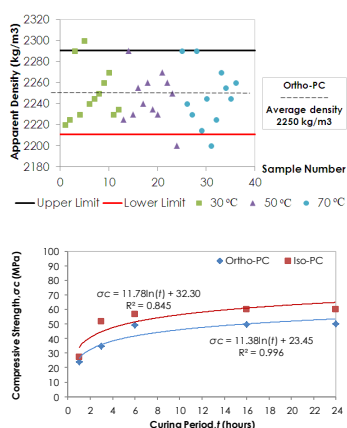 Apparent Density (kg/m3)
2320
2300
2280
2260
2240
2220
2200
2180
0
10
20
30
40
Ortho-PC
Average density
2250 kg/m3
Sample Number
Upper Limit
Lower Limit
30 ºC
50 ºC
70 ºC
Compressive Strength,σc (MPa)
100
90
80
70
60
50
40
30
20
10
0
Ortho-PC
Iso-PC
σc = 11.78ln(t) + 32.30
R² = 0.845
σc = 11.38ln(t) + 23.45
R² = 0.996
0 2 4 6 8 10 12 14 16 18 20 22 24
Curing Period,t (hours)